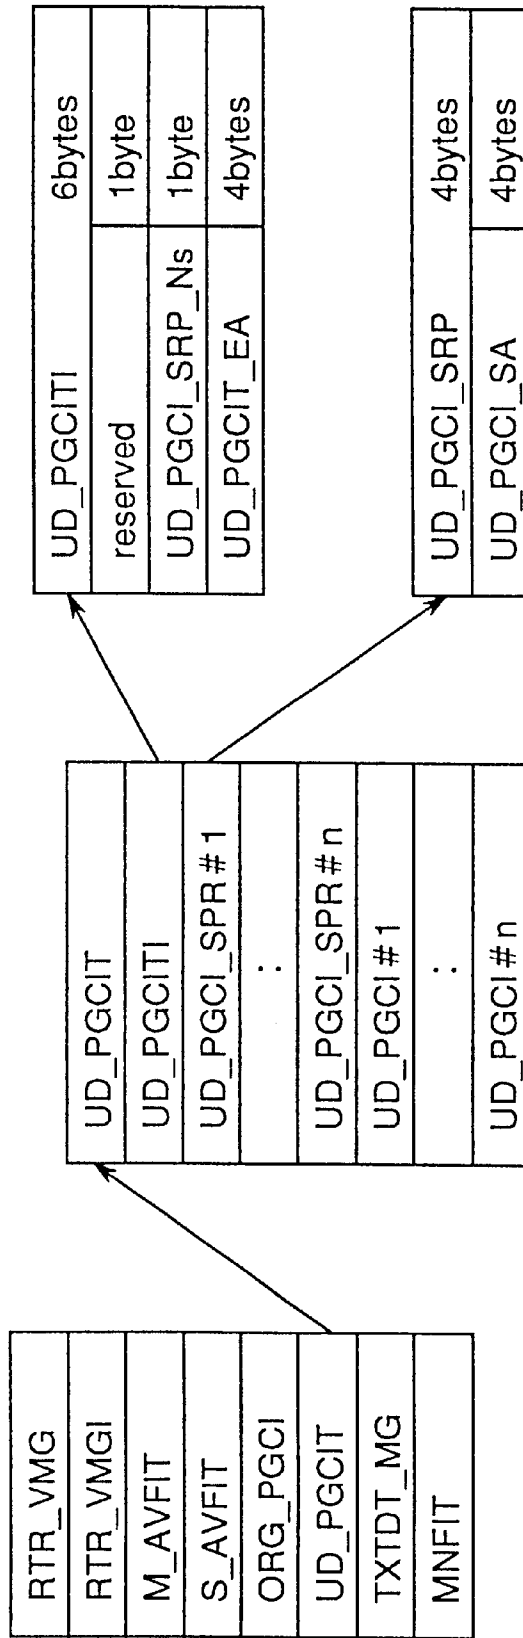 RTR_VMG
RTR_VMGI
M_AVFIT
S_AVFIT
ORG_PGCI
UD_PGCIT
TXTDT_MG
MNFIT
UD_PGCIT
UD_PGCITI
UD_PGCI_SPR#1
:
UD_PGCI_SPR#n
UD_PGCI#1
:
UD_PGCI#n
UD_PGCITI 6bytes
reserved 1byte
UD_PGCI_SRP_Ns 1byte
UD_PGCIT_EA 4bytes
UD_PGCI_SRP 4bytes
UD_PGCI_SA 4bytes